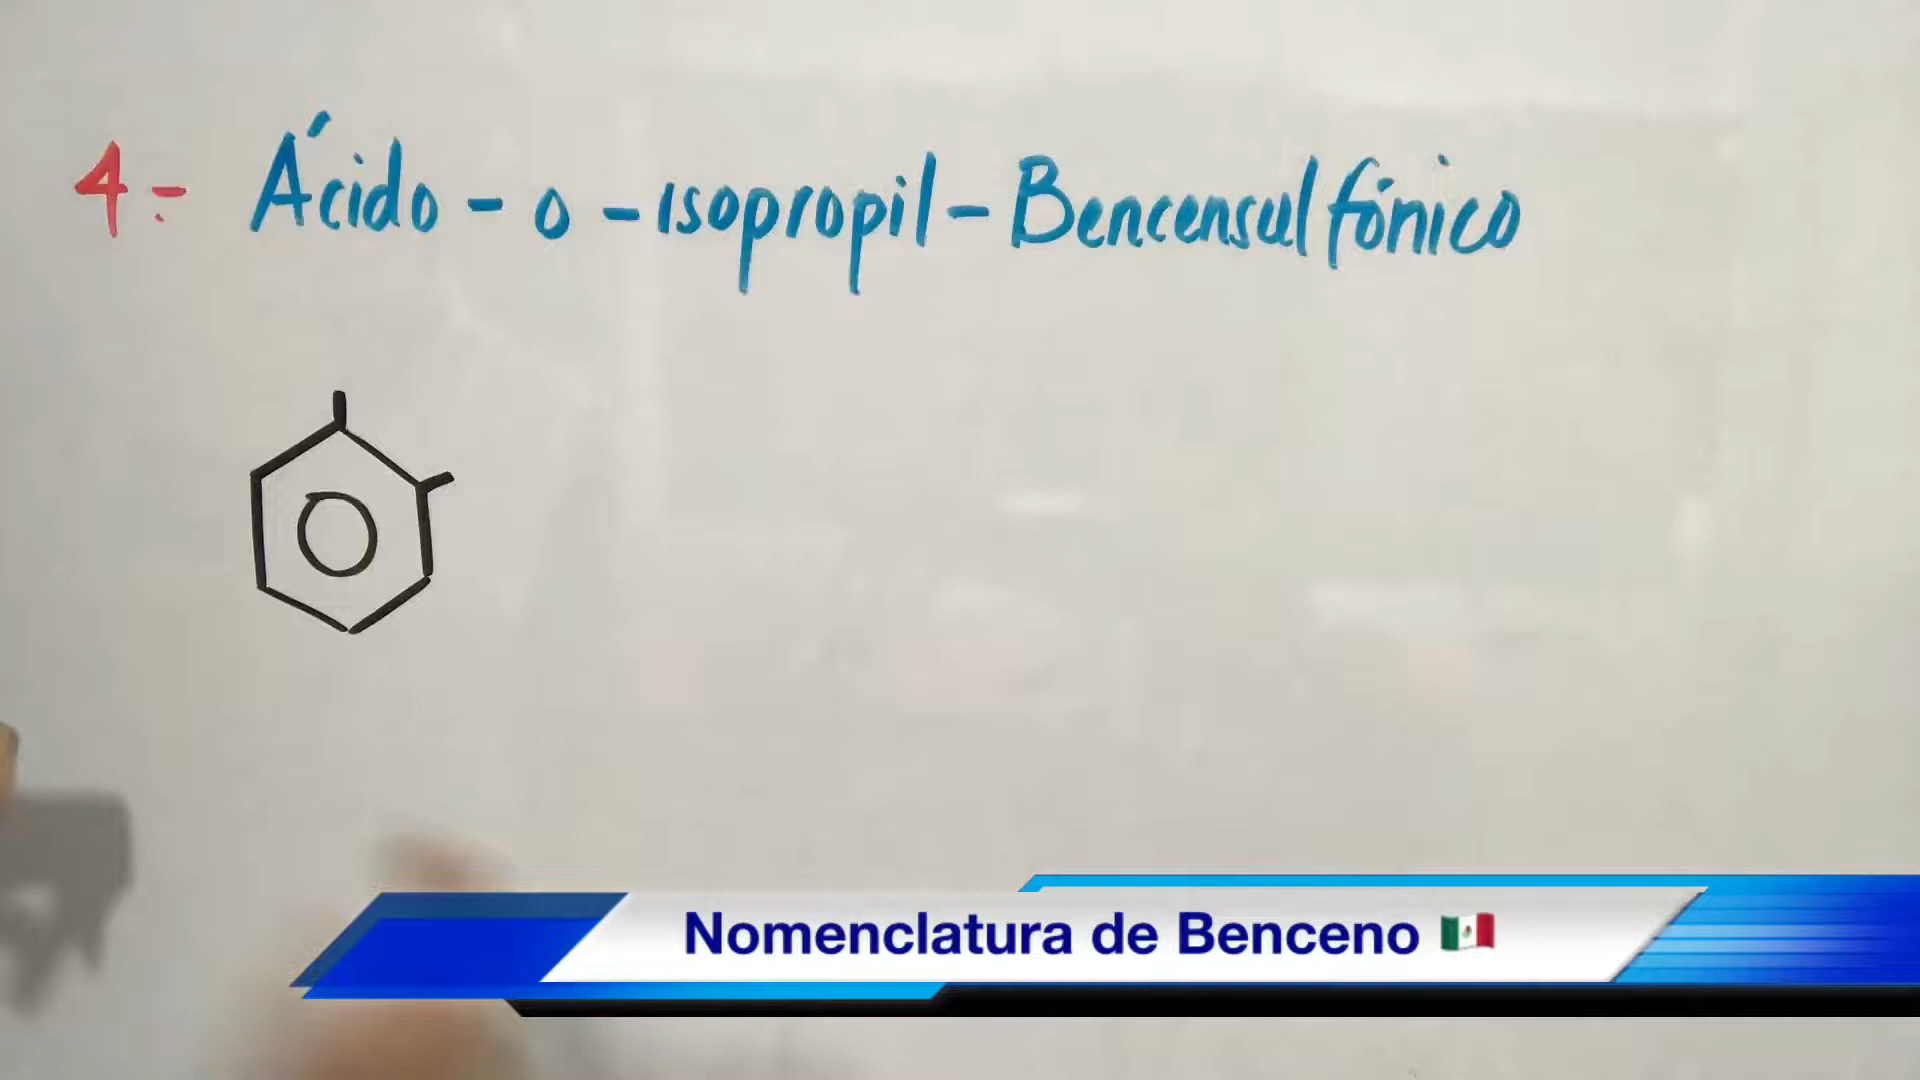 4.- Ácido - o - isopropil - Bencensulfónico
Nomenclatura de Benceno 🇲🇽